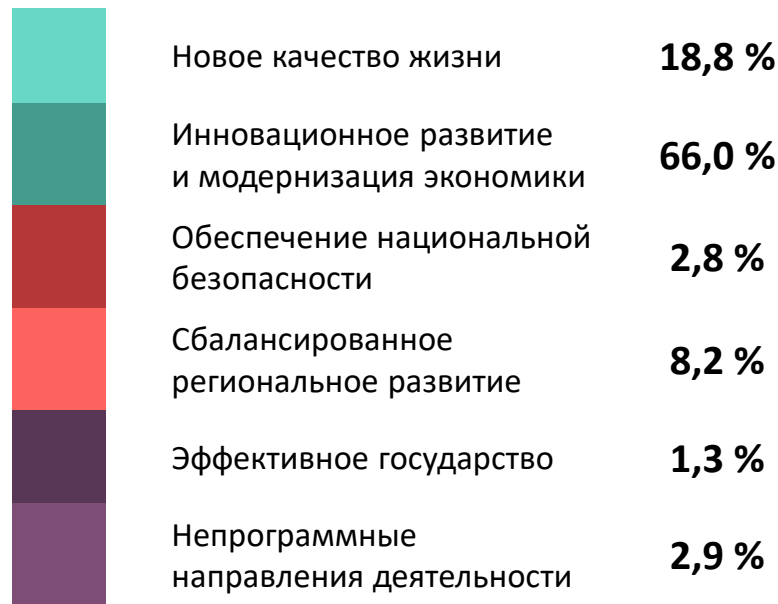 Новое качество жизни 18,8 %
Инновационное развитие
и модернизация экономики 66,0 %
Обеспечение национальной
безопасности 2,8 %
Сбалансированное
региональное развитие 8,2 %
Эффективное государство 1,3 %
Непрограммные
направления деятельности 2,9 %